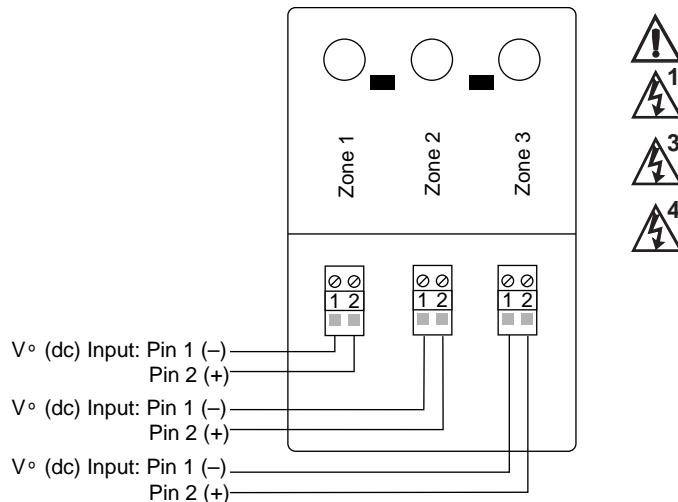 Zone 1
Zone 2
Zone 3
1
3
4
1 2
1 2
1 2
V° (dc) Input: Pin 1 (–)
Pin 2 (+)
V° (dc) Input: Pin 1 (–)
Pin 2 (+)
V° (dc) Input: Pin 1 (–)
Pin 2 (+)